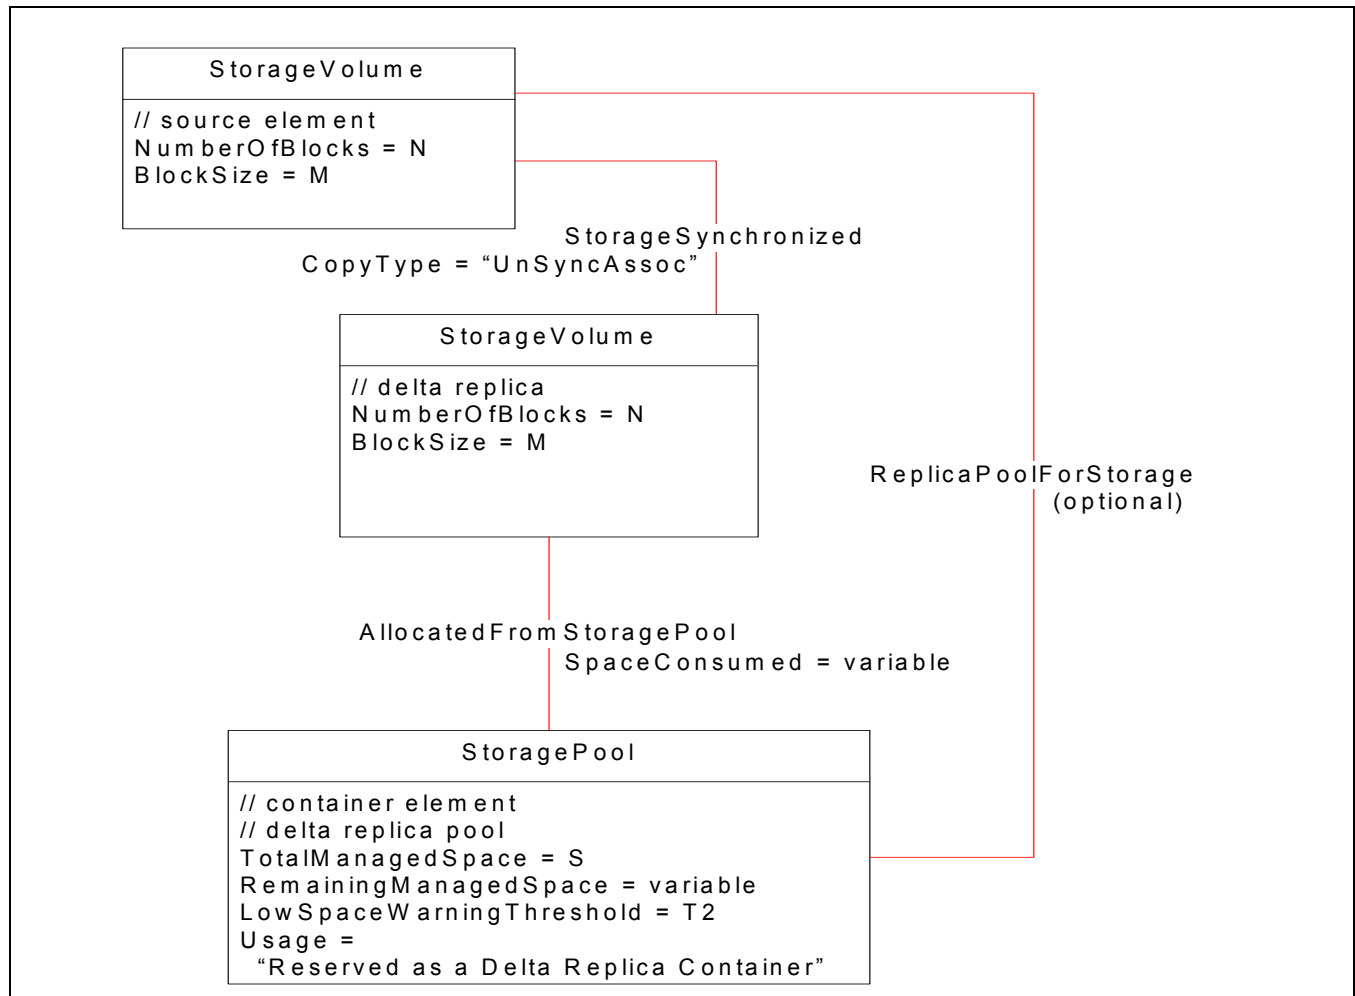 StorageVolume
// source element
NumberOfBlocks = N
BlockSize = M
StorageSynchronized
CopyType = “UnSyncAssoc”
StorageVolume
// delta replica
NumberOfBlocks = N
BlockSize = M
ReplicaPoolForStorage
(optional)
AllocatedFromStoragePool
SpaceConsumed = variable
StoragePool
// container element
// delta replica pool
TotalManagedSpace = S
RemainingManagedSpace = variable
LowSpaceWarningThreshold = T2
Usage =
“Reserved as a Delta Replica Container”